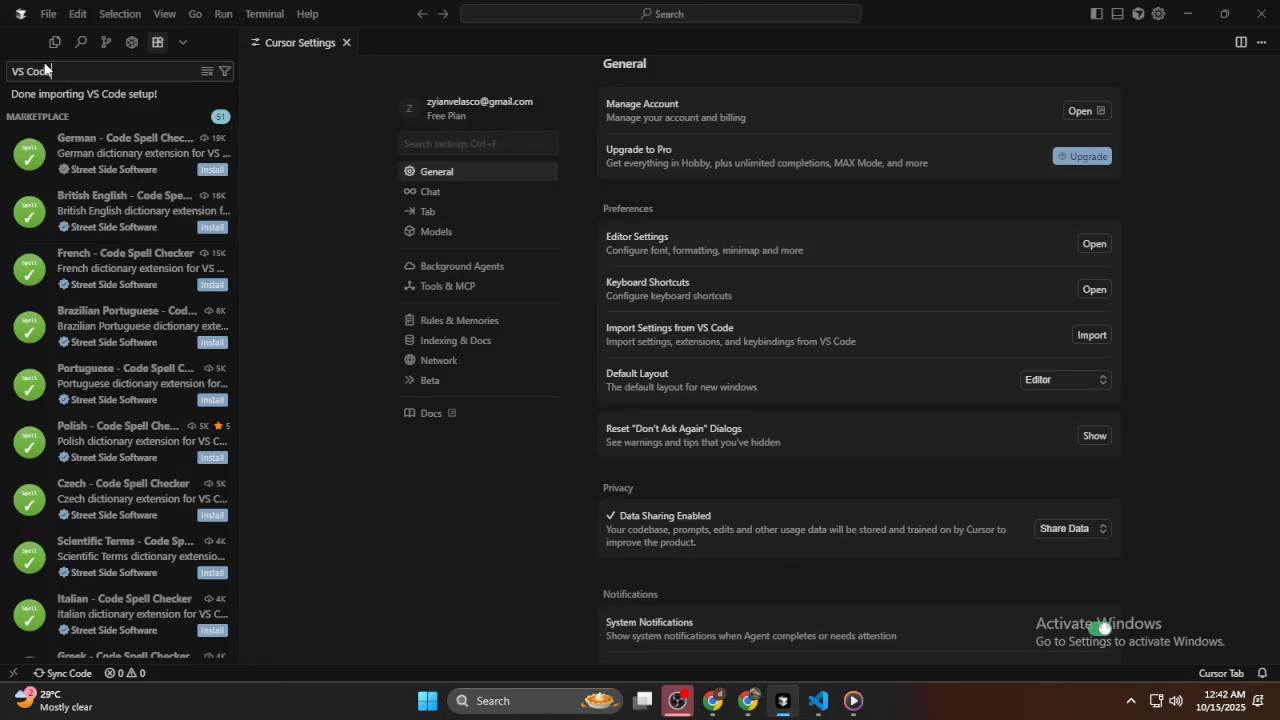 File Edit Selection View Go Run Terminal Help
Search
Cursor Settings
VS Code
Done importing VS Code setup!
MARKETPLACE 51
German - Code Spell Chec... 19K
German dictionary extension for VS ...
Street Side Software Install
British English - Code Spe... 16K
British English dictionary extension f...
Street Side Software Install
French - Code Spell Checker 15K
French dictionary extension for VS ...
Street Side Software Install
Brazilian Portuguese - Cod... 8K
Brazilian Portuguese dictionary exte...
Street Side Software Install
Portuguese - Code Spell C... 5K
Portuguese dictionary extension for...
Street Side Software Install
Polish - Code Spell Che... 5K 5
Polish dictionary extension for VS C...
Street Side Software Install
Czech - Code Spell Checker 5K
Czech dictionary extension for VS C...
Street Side Software Install
Scientific Terms - Code Sp... 4K
Scientific Terms dictionary extensio...
Street Side Software Install
Italian - Code Spell Checker 4K
Italian dictionary extension for VS C...
Street Side Software Install
Greek - Code Spell Checker 4K
Z
zyianvelasco@gmail.com
Free Plan
Search settings Ctrl+F
General
Chat
Tab
Models
Background Agents
Tools & MCP
Rules & Memories
Indexing & Docs
Network
Beta
Docs
General
Manage Account
Manage your account and billing
Open
Upgrade to Pro
Get everything in Hobby, plus unlimited completions, MAX Mode, and more
Upgrade
Preferences
Editor Settings
Configure font, formatting, minimap and more
Open
Keyboard Shortcuts
Configure keyboard shortcuts
Open
Import Settings from VS Code
Import settings, extensions, and keybindings from VS Code
Import
Default Layout
The default layout for new windows
Editor
Reset "Don't Ask Again" Dialogs
See warnings and tips that you've hidden
Show
Privacy
Data Sharing Enabled
Your codebase, prompts, edits and other usage data will be stored and trained on by Cursor to
improve the product.
Share Data
Notifications
System Notifications
Show system notifications when Agent completes or needs attention
Activate Windows
Go to Settings to activate Windows.
Sync Code 0 0
Cursor Tab
2
29°C
Mostly clear
Search
12:42 AM
10/15/2025